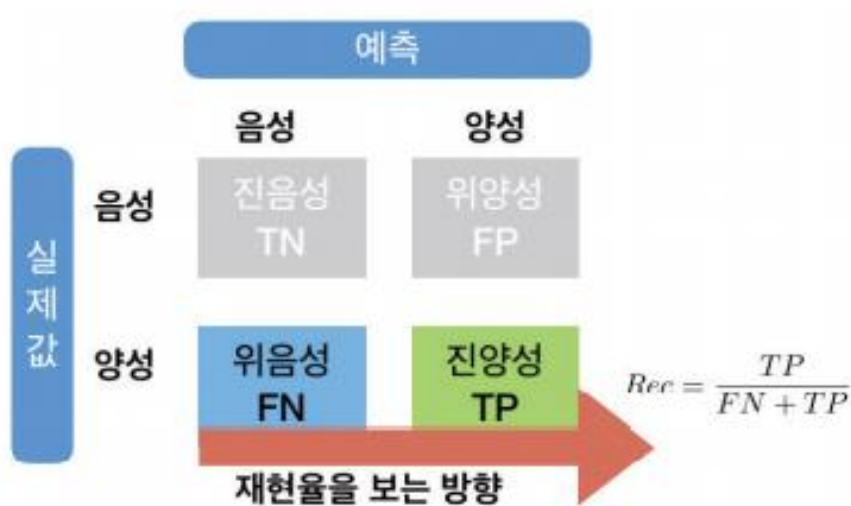 예측
음성 양성
실제값
음성
진음성
TN
위양성
FP
양성
위음성
FN
진양성
TP
Rec = TP / FN + TP
재현율을 보는 방향